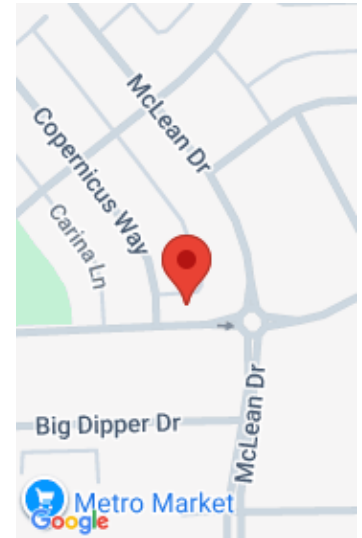 McLean Dr
Copernicus Way
Carina Ln
McLean Dr
Big Dipper Dr
Metro Market
Google